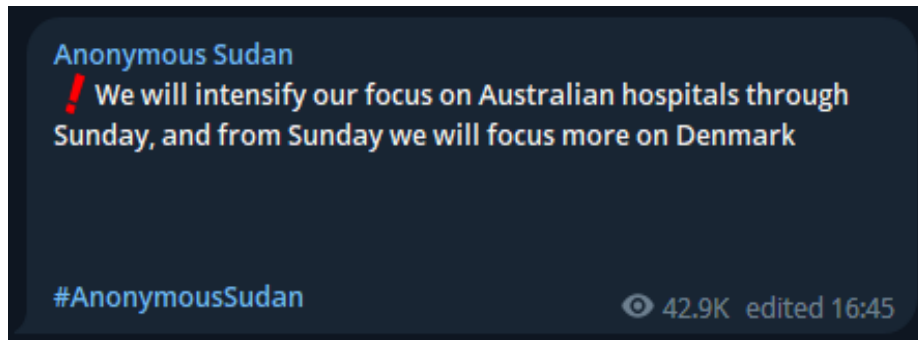 Anonymous Sudan
❗We will intensify our focus on Australian hospitals through
Sunday, and from Sunday we will focus more on Denmark
#AnonymousSudan
42.9K edited 16:45